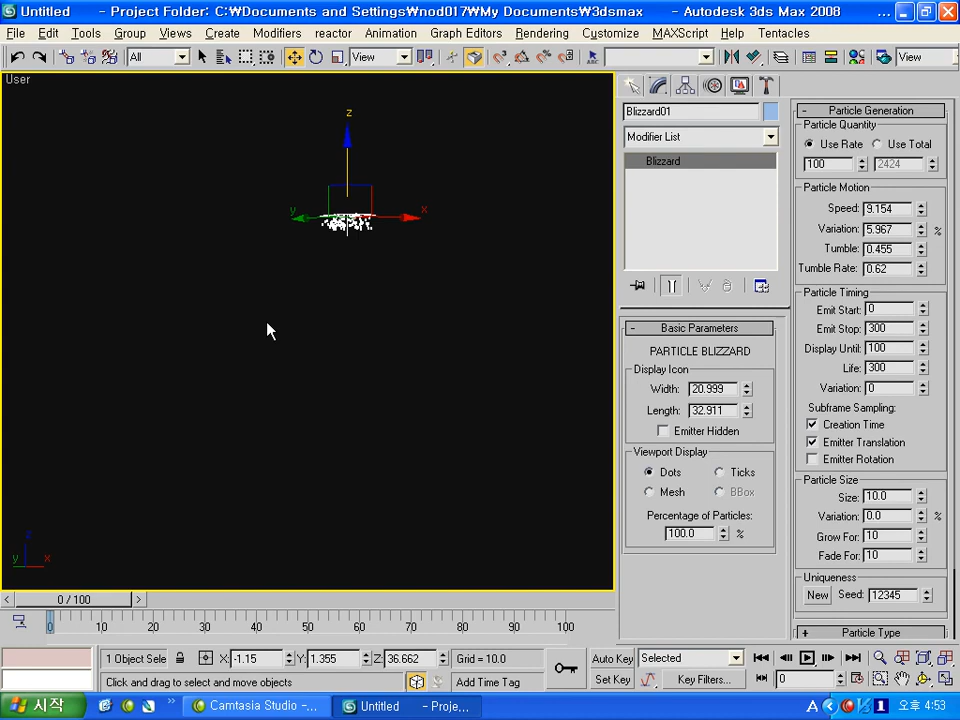 Untitled - Project Folder: C:₩Documents and Settings₩nod017₩My Documents₩3dsmax - Autodesk 3ds Max 2008 ...
File Edit Tools Group Views Create Modifiers reactor Animation Graph Editors Rendering Customize MAXScript Help Tentacles
All View View
User
z
y x
z
y x
Blizzard01
Modifier List
Blizzard
- Basic Parameters
PARTICLE BLIZZARD
Display Icon
Width: 20.999
Length: 32.911
Emitter Hidden
Viewport Display
Dots Ticks
Mesh BBox
Percentage of Particles:
100.0 %
- Particle Generation
Particle Quantity
Use Rate Use Total
100 2424
Particle Motion
Speed: 9.154
Variation: 5.967 %
Tumble: 0.455
Tumble Rate: 0.62
Particle Timing
Emit Start: 0
Emit Stop: 300
Display Until: 100
Life: 300
Variation: 0
Subframe Sampling:
Creation Time
Emitter Translation
Emitter Rotation
Particle Size
Size: 10.0
Variation: 0.0 %
Grow For: 10
Fade For: 10
Uniqueness
New Seed: 12345
+ Particle Type
< 0 / 100 >
0 10 20 30 40 50 60 70 80 90 100
1 Object Sele X: -1.15 Y: 1.355 Z: 36.662 Grid = 10.0 Auto Key Selected
Click and drag to select and move objects Add Time Tag Set Key Key Filters... 0
시작 Camtasia Studio - ... Untitled - Proje... A 오후 4:53